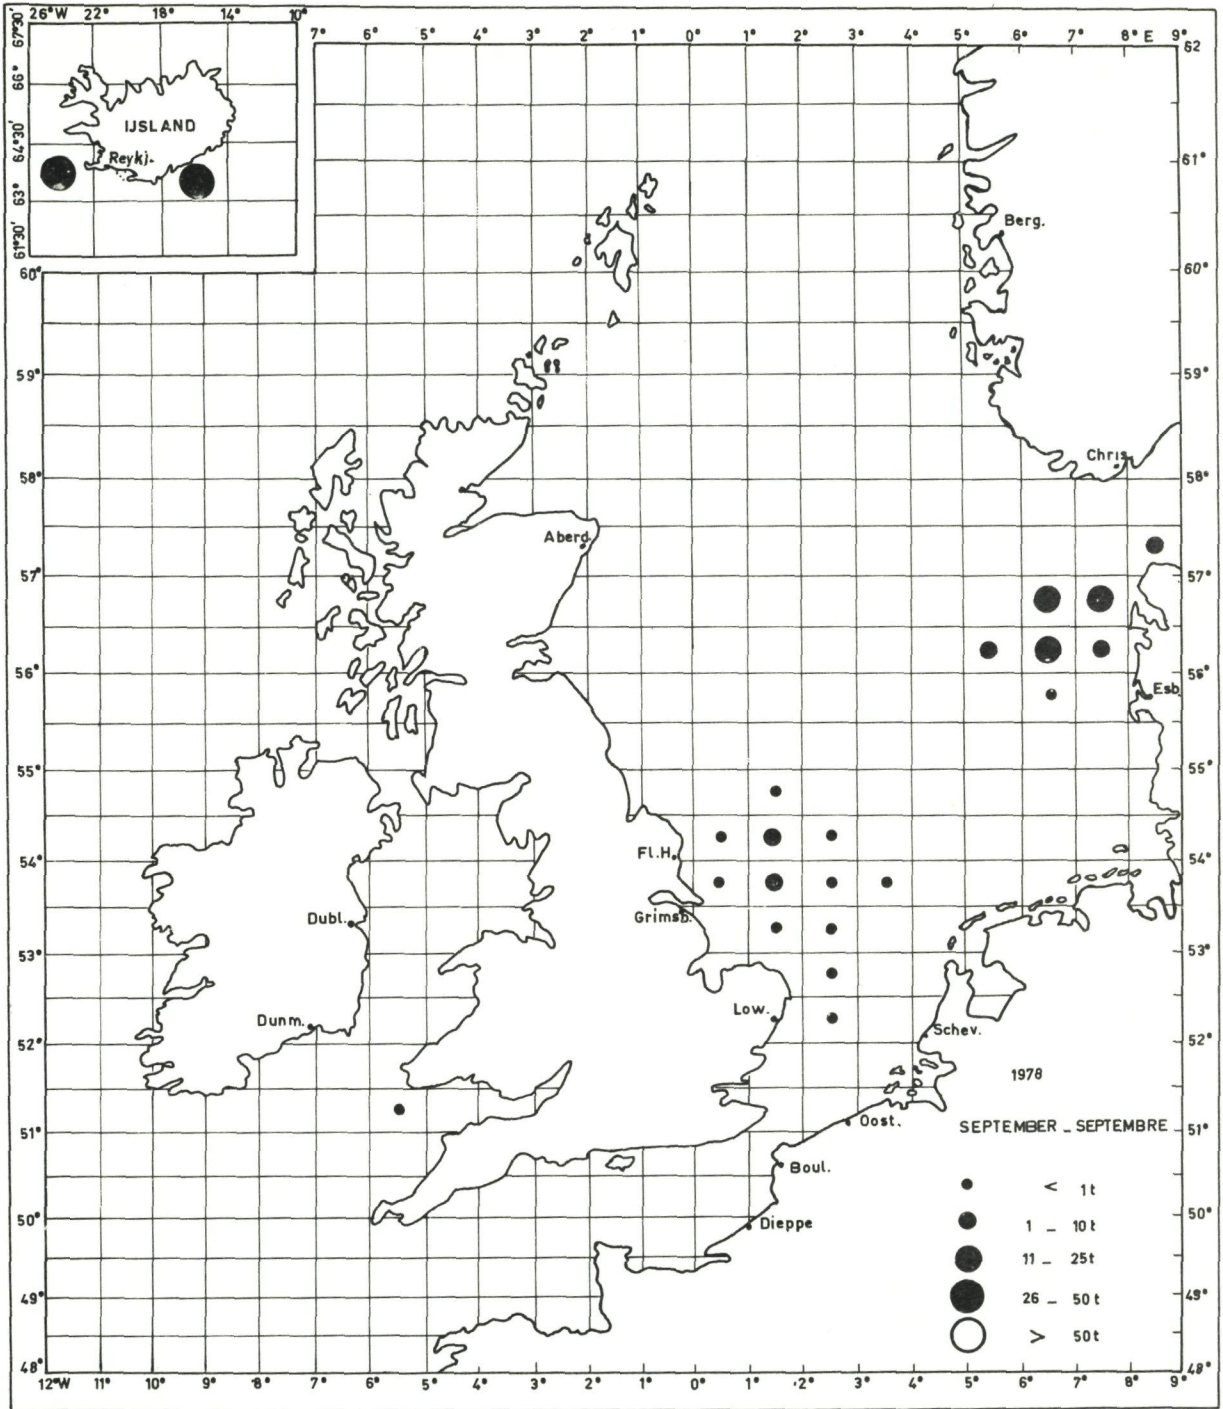 26°W 22° 18° 14° 10°
67°30'
66°
64°30'
63°
61°30'
IJSLAND
Reykj.
7° 6° 5° 4° 3° 2° 1° 0° 1° 2° 3° 4° 5° 6° 7° 8° E 9°
62
61°
60° 60°
59° 59°
58° 58°
57° 57°
56° 56°
55° 55°
54° 54°
53° 53°
52° 52°
51° 51°
50° 50°
49° 49°
48° 48°
Berg.
Chris
Aberd.
Esb.
Fl.H.
Grimsb.
Dubl.
Low.
Dunm.
Schev.
Oost.
Boul.
Dieppe
1978
SEPTEMBER _ SEPTEMBRE
< 1t
1 _ 10t
11 _ 25t
26 _ 50t
> 50t
12°W 11° 10° 9° 8° 7° 6° 5° 4° 3° 2° 1° 0° 1° 2° 3° 4° 5° 6° 7° 8° 9°